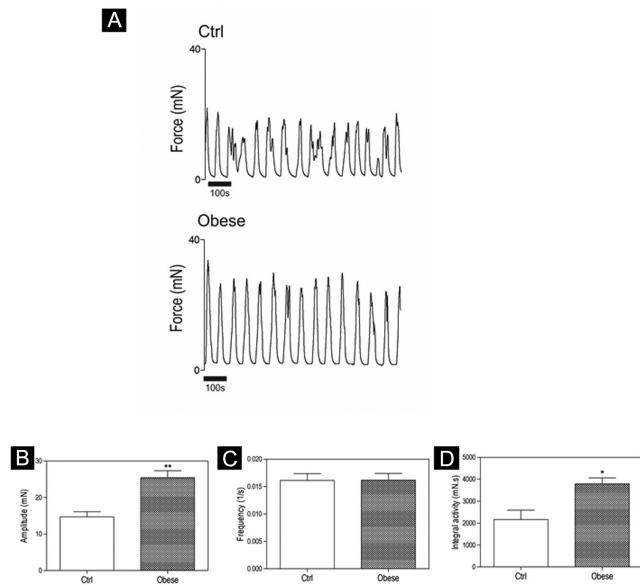 A
Ctrl
40
Force (mN)
0
100s
Obese
40
Force (mN)
0
100s
B
30
20
10
0
Amplitude (mN)
**
Ctrl
Obese
C
0.020
0.015
0.010
0.005
0.000
Frequency (1/s)
Ctrl
Obese
D
5000
4000
3000
2000
1000
0
Integral activity (mN.s)
*
Ctrl
Obese